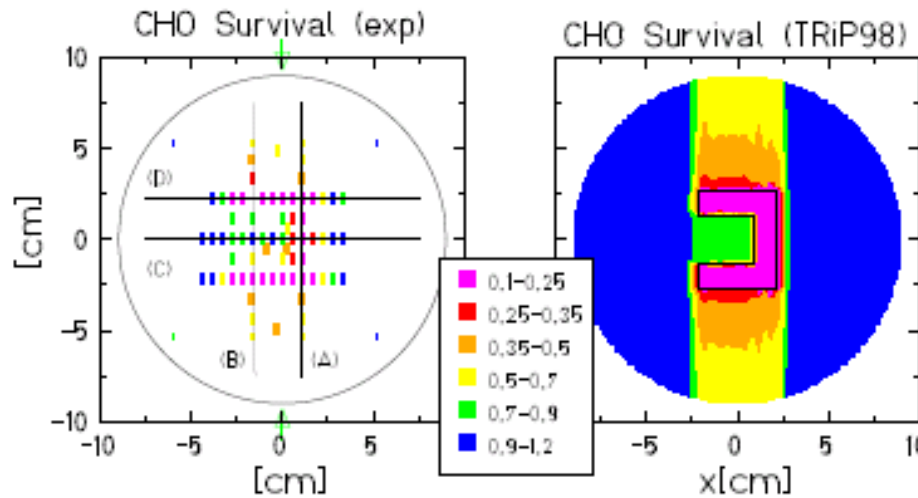 CHO Survival (exp)
CHO Survival (TRiP98)
10
5
0
-5
-10
[cm]
(D)
(C)
(B)
(A)
-10
-5
0
5
[cm]
0.1-0.25
0.25-0.35
0.35-0.5
0.5-0.7
0.7-0.9
0.9-1.2
-5
0
5
10
x[cm]